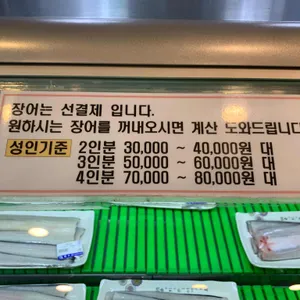 장어는 선결제 입니다.
원하시는 장어를 꺼내오시면 계산 도와드립니다
성인기준 2인분 30,000 ~ 40,000원 대
3인분 50,000 ~ 60,000원 대
4인분 70,000 ~ 80,000원 대